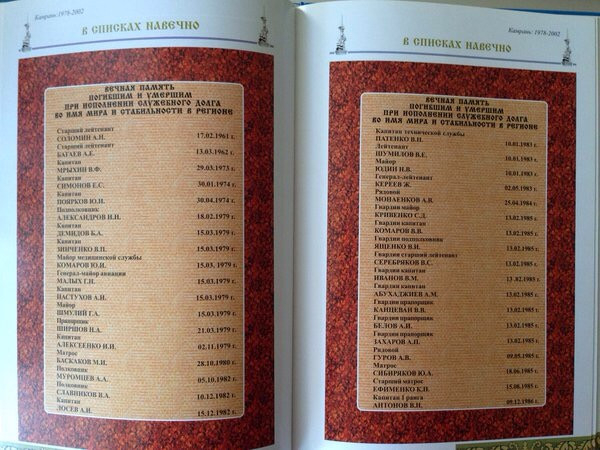 Камрань: 1978-2002
В СПИСКАХ НАВЕЧНО
ВЕЧНАЯ ПАМЯТЬ
ПОГИБШИМ И УМЕРШИМ
ПРИ ИСПОЛНЕНИИ СЛУЖЕБНОГО ДОЛГА
ВО ИМЯ МИРА И СТАБИЛЬНОСТИ В РЕГИОНЕ
Старший лейтенант
СОЛОМИН А.Н. 17.02.1961 г.
Старший лейтенант
БАГАЕВ А.Е. 13.03.1962 г.
Капитан
МРЫХИН В.Ф. 29.03.1973 г.
Капитан
СИМОНОВ Е.С. 30.01.1974 г.
Капитан
ПОЯРКОВ Ю.Н. 30.04.1974 г.
Подполковник
АЛЕКСАНДРОВ И.И. 18.02.1979 г.
Капитан
ДЕМИДОВ К.А. 15.03.1979 г.
Капитан
ЗИНЧЕНКО В.П. 15.03.1979 г.
Майор медицинской службы
КОМАРОВ Ю.И. 15.03. 1979 г.
Генерал-майор авиации
МАЛЫХ Г.Н. 15.03.1979 г.
Капитан
ПАСТУХОВ А.И. 15.03.1979 г.
Майор
ШМУЛИЙ Г.А. 15.03.1979 г.
Прапорщик
ШИРШОВ Н.А. 21.03.1979 г.
Капитан
АЛЕКСЕЕНКО И.И. 02.11.1979 г.
Матрос
БАСКАКОВ М.И. 28.10.1980 г.
Полковник
МУРОМЦЕВ А.А. 05.10.1982 г.
Полковник
СЛАВНИКОВ В.А. 10.12.1982 г.
Капитан
ЛОСЕВ А.И. 15.12.1982 г.
Камрань: 1978-2002
В СПИСКАХ НАВЕЧНО
ВЕЧНАЯ ПАМЯТЬ
ПОГИБШИМ И УМЕРШИМ
ПРИ ИСПОЛНЕНИИ СЛУЖЕБНОГО ДОЛГА
ВО ИМЯ МИРА И СТАБИЛЬНОСТИ В РЕГИОНЕ
Капитан технической службы
ПАТЕНКО В.П. 10.01.1983 г.
Лейтенант
ШУМИЛОВ В.Е. 10.01.1983 г.
Майор
ЮДИН Н.В. 10.01.1983 г.
Генерал-лейтенант
КЕРЕЕВ Ж. 02.05.1983 г.
Рядовой
МОИЛЕНКОВ А.В. 25.04.1984 г.
Гвардии майор
КРИВЕНКО С.Д. 13.02.1985 г.
Гвардии капитан
КОМАРОВ В.В. 13.02.1985 г.
Гвардии подполковник
ЯЩЕНКО В.И. 13.02.1985 г.
Гвардии старший лейтенант
СЕРЕБРЯКОВ В.С. 13.02.1985 г.
Гвардии капитан
ИВАНОВ В.М. 13 .02.1985 г.
Гвардии капитан
АБУХАДЖИЕВ А.М. 13.02.1985 г.
Гвардии прапорщик
КАНЦЕВАН В.В. 13.02.1985 г.
Гвардии прапорщик
БЕЛОВ А.И. 13.02.1985 г.
Гвардии прапорщик
ЗАХАРОВ А.П. 13.02.1985 г.
Рядовой
ГУРОВ А.В. 09.05.1985 г.
Матрос
СИБИРЯКОВ Ю.А. 18.06.1985 г.
Старший матрос
ЕФИМЕНКО К.П. 15.08.1985 г.
Капитан I ранга
АНТОНОВ В.Н. 09.12.1986 г.